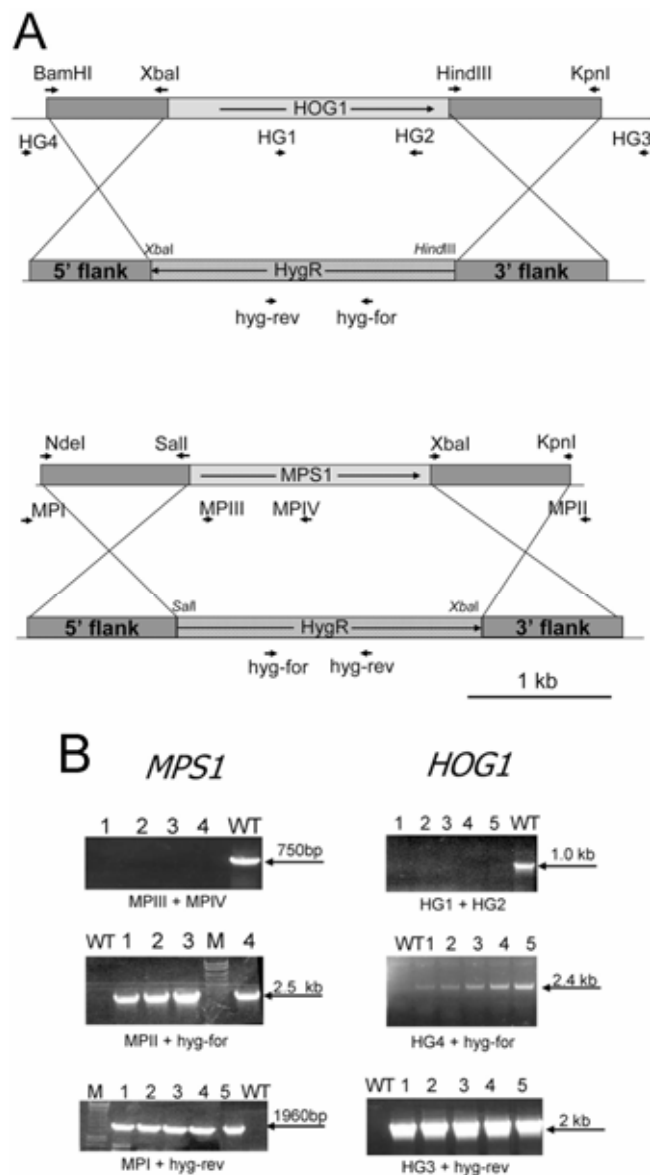 A
BamHI XbaI HindIII KpnI
HOG1
HG4 HG1 HG2 HG3
XbaI HindIII
5' flank HygR 3' flank
hyg-rev hyg-for
NdeI SalI XbaI KpnI
MPS1
MPI MPIII MPIV MPII
SalI XbaI
5' flank HygR 3' flank
hyg-for hyg-rev
1 kb
B
MPS1 HOG1
1 2 3 4 WT
750bp
MPIII + MPIV
1 2 3 4 5 WT
1.0 kb
HG1 + HG2
WT 1 2 3 M 4
2.5 kb
MPII + hyg-for
WT 1 2 3 4 5
2.4 kb
HG4 + hyg-for
M 1 2 3 4 5 WT
1960bp
MPI + hyg-rev
WT 1 2 3 4 5
2 kb
HG3 + hyg-rev